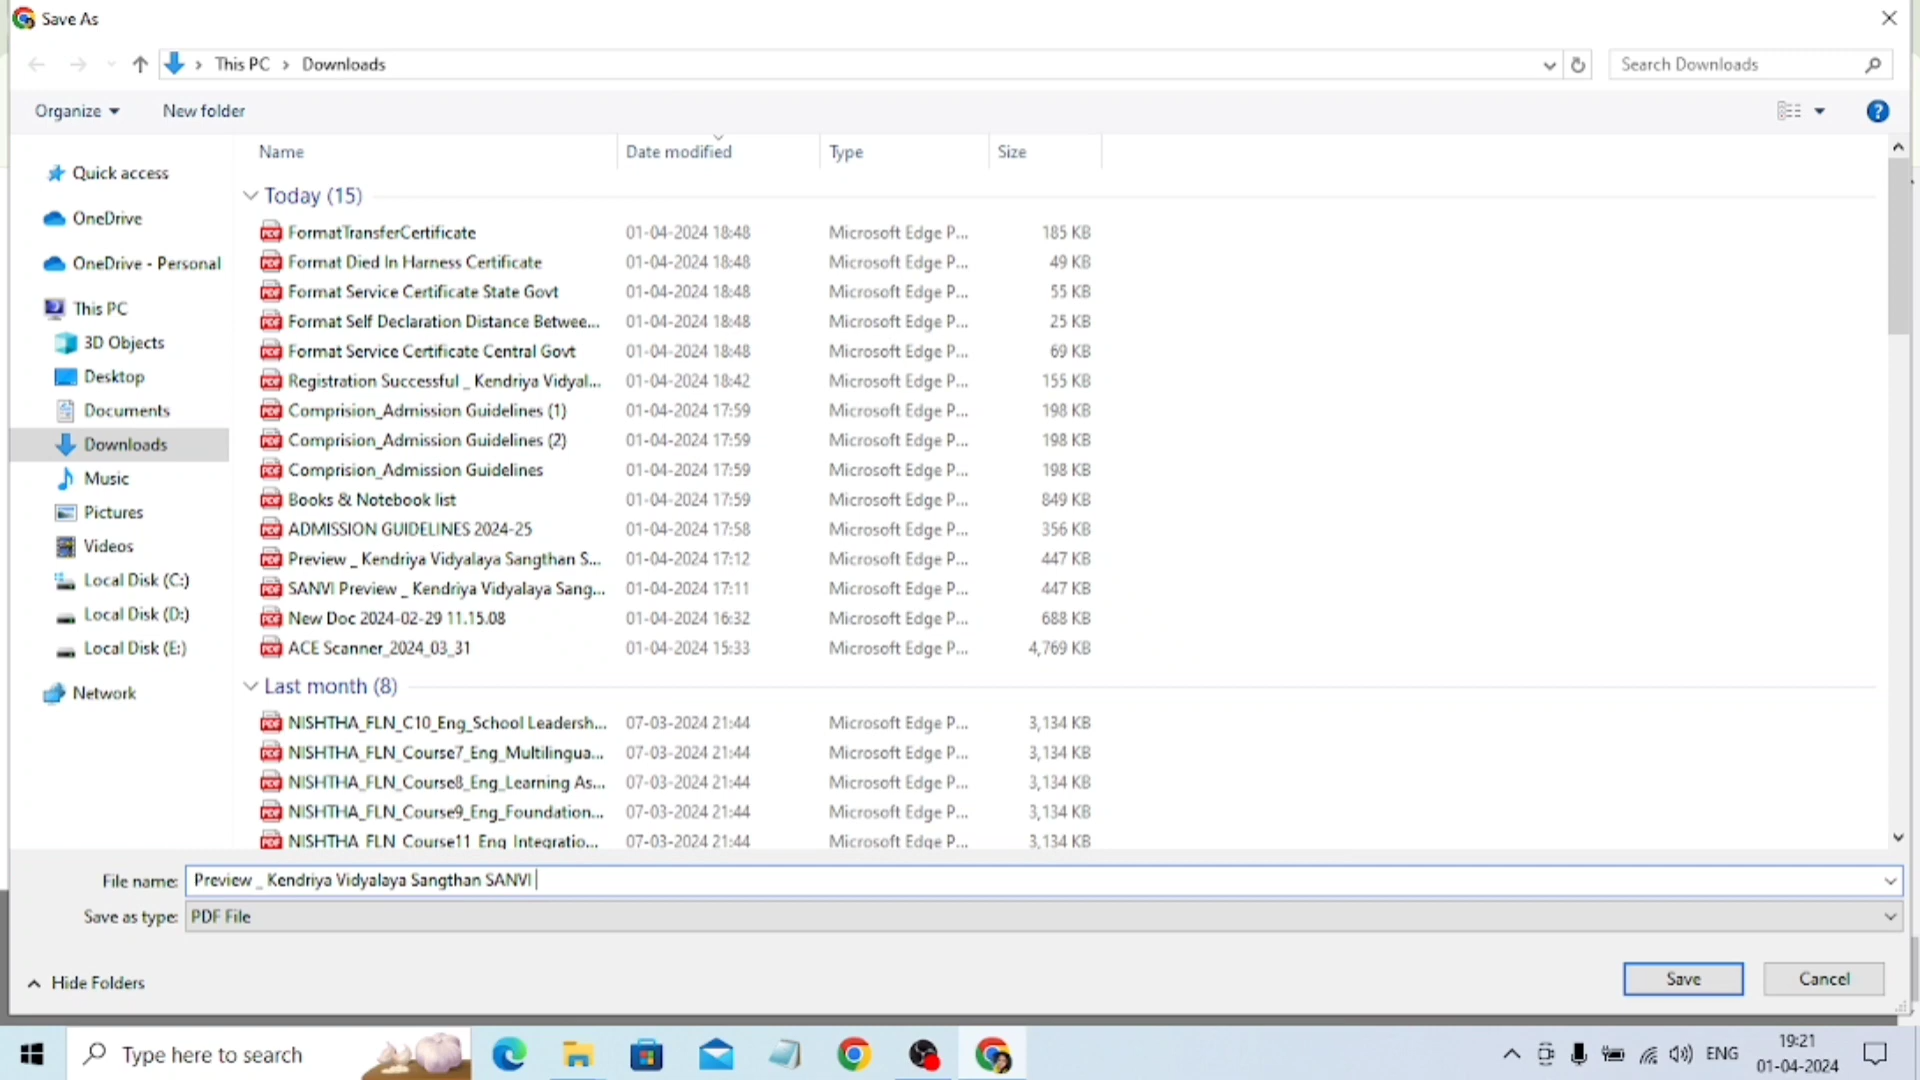 Save As
This PC > Downloads
Search Downloads
Organize
New folder
Name
Date modified
Type
Size
Quick access
OneDrive
OneDrive - Personal
This PC
3D Objects
Desktop
Documents
Downloads
Music
Pictures
Videos
Local Disk (C:)
Local Disk (D:)
Local Disk (E:)
Network
Today (15)
FormatTransferCertificate 01-04-2024 18:48 Microsoft Edge P... 185 KB
Format Died In Harness Certificate 01-04-2024 18:48 Microsoft Edge P... 49 KB
Format Service Certificate State Govt 01-04-2024 18:48 Microsoft Edge P... 55 KB
Format Self Declaration Distance Betwee... 01-04-2024 18:48 Microsoft Edge P... 25 KB
Format Service Certificate Central Govt 01-04-2024 18:48 Microsoft Edge P... 69 KB
Registration Successful _ Kendriya Vidyal... 01-04-2024 18:42 Microsoft Edge P... 155 KB
Comprision_Admission Guidelines (1) 01-04-2024 17:59 Microsoft Edge P... 198 KB
Comprision_Admission Guidelines (2) 01-04-2024 17:59 Microsoft Edge P... 198 KB
Comprision_Admission Guidelines 01-04-2024 17:59 Microsoft Edge P... 198 KB
Books & Notebook list 01-04-2024 17:59 Microsoft Edge P... 849 KB
ADMISSION GUIDELINES 2024-25 01-04-2024 17:58 Microsoft Edge P... 356 KB
Preview _ Kendriya Vidyalaya Sangthan S... 01-04-2024 17:12 Microsoft Edge P... 447 KB
SANVI Preview _ Kendriya Vidyalaya Sang... 01-04-2024 17:11 Microsoft Edge P... 447 KB
New Doc 2024-02-29 11.15.08 01-04-2024 16:32 Microsoft Edge P... 688 KB
ACE Scanner_2024_03_31 01-04-2024 15:33 Microsoft Edge P... 4,769 KB
Last month (8)
NISHTHA_FLN_C10_Eng_School Leadersh... 07-03-2024 21:44 Microsoft Edge P... 3,134 KB
NISHTHA_FLN_Course7_Eng_Multilingua... 07-03-2024 21:44 Microsoft Edge P... 3,134 KB
NISHTHA_FLN_Course8_Eng_Learning As... 07-03-2024 21:44 Microsoft Edge P... 3,134 KB
NISHTHA_FLN_Course9_Eng_Foundation... 07-03-2024 21:44 Microsoft Edge P... 3,134 KB
NISHTHA_FLN_Course11_Eng_Integratio... 07-03-2024 21:44 Microsoft Edge P... 3,134 KB
File name: Preview _ Kendriya Vidyalaya Sangthan SANVI
Save as type: PDF File
Hide Folders
Save
Cancel
Type here to search
ENG
19:21
01-04-2024